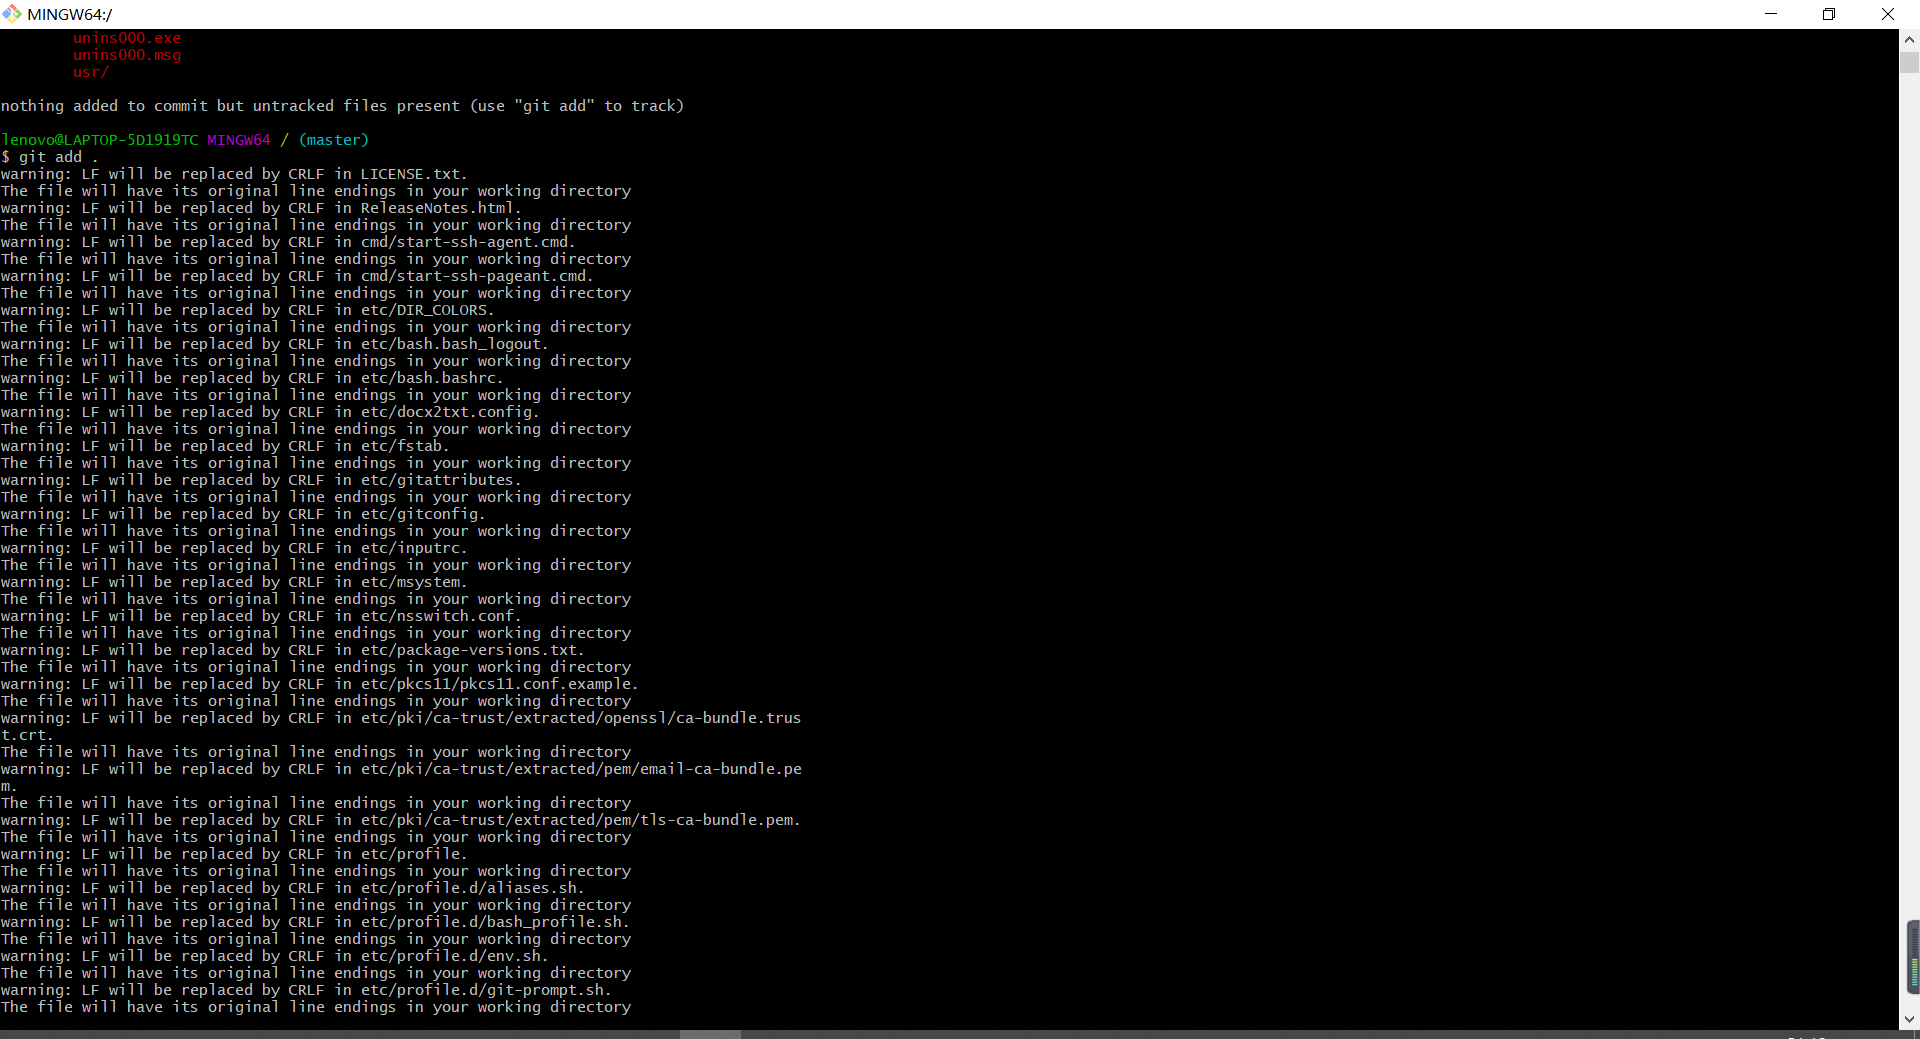 MINGW64:/
unins000.exe
unins000.msg
usr/
nothing added to commit but untracked files present (use "git add" to track)
lenovo@LAPTOP-5D1919TC MINGW64 / (master)
$ git add .
warning: LF will be replaced by CRLF in LICENSE.txt.
The file will have its original line endings in your working directory
warning: LF will be replaced by CRLF in ReleaseNotes.html.
The file will have its original line endings in your working directory
warning: LF will be replaced by CRLF in cmd/start-ssh-agent.cmd.
The file will have its original line endings in your working directory
warning: LF will be replaced by CRLF in cmd/start-ssh-pageant.cmd.
The file will have its original line endings in your working directory
warning: LF will be replaced by CRLF in etc/DIR_COLORS.
The file will have its original line endings in your working directory
warning: LF will be replaced by CRLF in etc/bash.bash_logout.
The file will have its original line endings in your working directory
warning: LF will be replaced by CRLF in etc/bash.bashrc.
The file will have its original line endings in your working directory
warning: LF will be replaced by CRLF in etc/docx2txt.config.
The file will have its original line endings in your working directory
warning: LF will be replaced by CRLF in etc/fstab.
The file will have its original line endings in your working directory
warning: LF will be replaced by CRLF in etc/gitattributes.
The file will have its original line endings in your working directory
warning: LF will be replaced by CRLF in etc/gitconfig.
The file will have its original line endings in your working directory
warning: LF will be replaced by CRLF in etc/inputrc.
The file will have its original line endings in your working directory
warning: LF will be replaced by CRLF in etc/msystem.
The file will have its original line endings in your working directory
warning: LF will be replaced by CRLF in etc/nsswitch.conf.
The file will have its original line endings in your working directory
warning: LF will be replaced by CRLF in etc/package-versions.txt.
The file will have its original line endings in your working directory
warning: LF will be replaced by CRLF in etc/pkcs11/pkcs11.conf.example.
The file will have its original line endings in your working directory
warning: LF will be replaced by CRLF in etc/pki/ca-trust/extracted/openssl/ca-bundle.trus
t.crt.
The file will have its original line endings in your working directory
warning: LF will be replaced by CRLF in etc/pki/ca-trust/extracted/pem/email-ca-bundle.pe
m.
The file will have its original line endings in your working directory
warning: LF will be replaced by CRLF in etc/pki/ca-trust/extracted/pem/tls-ca-bundle.pem.
The file will have its original line endings in your working directory
warning: LF will be replaced by CRLF in etc/profile.
The file will have its original line endings in your working directory
warning: LF will be replaced by CRLF in etc/profile.d/aliases.sh.
The file will have its original line endings in your working directory
warning: LF will be replaced by CRLF in etc/profile.d/bash_profile.sh.
The file will have its original line endings in your working directory
warning: LF will be replaced by CRLF in etc/profile.d/env.sh.
The file will have its original line endings in your working directory
warning: LF will be replaced by CRLF in etc/profile.d/git-prompt.sh.
The file will have its original line endings in your working directory